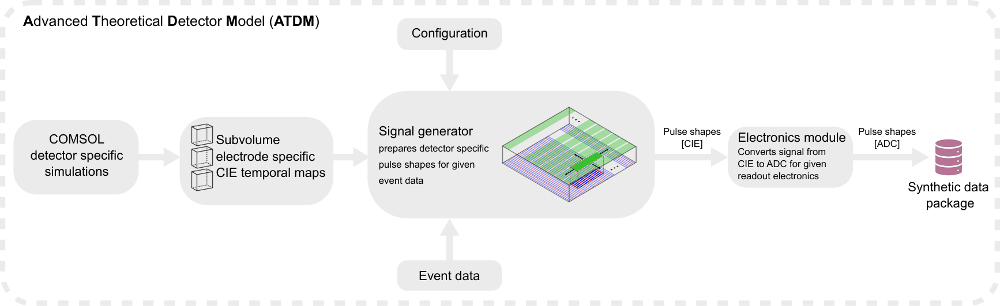 Advanced Theoretical Detector Model (ATDM)
Configuration
COMSOL
detector specific
simulations
Subvolume
electrode specific
CIE temporal maps
Signal generator
prepares detector specific
pulse shapes for given
event data
Pulse shapes
[CIE]
Electronics module
Converts signal from
CIE to ADC for given
readout electronics
Pulse shapes
[ADC]
Synthetic data
package
Event data